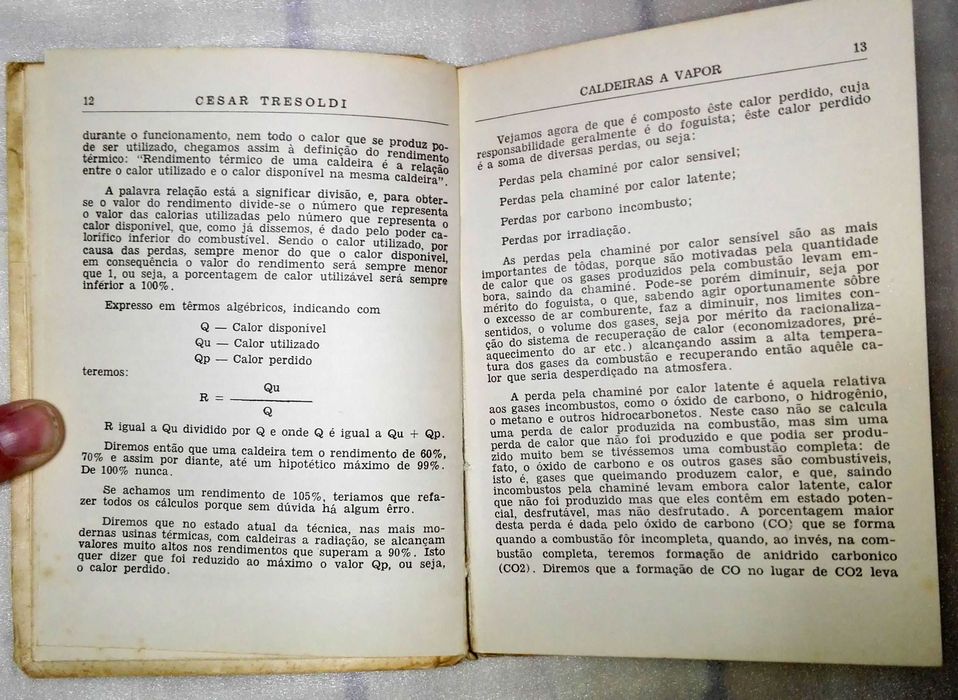 12
CESAR TRESOLDI
durante o funcionamento, nem todo o calor que se produz po-
de ser utilizado, chegamos assim à definição do rendimento
térmico: "Rendimento térmico de uma caldeira é a relação
entre o calor utilizado e o calor disponível na mesma caldeira".
A palavra relação está a significar divisão, e, para obter-
se o valor do rendimento divide-se o número que representa
o valor das calorias utilizadas pelo número que representa o
calor disponível, que, como já dissemos, é dado pelo poder ca-
lorífico inferior do combustível. Sendo o calor utilizado, por
causa das perdas, sempre menor do que o calor disponível,
em consequência o valor do rendimento será sempre menor
que 1, ou seja, a porcentagem de calor utilizável será sempre
inferior a 100%.
Expresso em têrmos algébricos, indicando com
Q — Calor disponível
Qu — Calor utilizado
Qp — Calor perdido
teremos:
Qu
R =
Q
R igual a Qu dividido por Q e onde Q é igual a Qu + Qp.
Diremos então que uma caldeira tem o rendimento de 60%,
70% e assim por diante, até um hipotético máximo de 99%.
De 100% nunca.
Se achamos um rendimento de 105%, teriamos que refa-
zer todos os cálculos porque sem dúvida há algum êrro.
Diremos que no estado atual da técnica, nas mais mo-
dernas usinas térmicas, com caldeiras a radiação, se alcançam
valores muito altos nos rendimentos que superam a 90%. Isto
quer dizer que foi reduzido ao máximo o valor Qp, ou seja,
o calor perdido.
CALDEIRAS A VAPOR
13
Vejamos agora de que é composto êste calor perdido, cuja
responsabilidade geralmente é do foguista; êste calor perdido
é a soma de diversas perdas, ou seja:
Perdas pela chaminé por calor sensivel;
Perdas pela chaminé por calor latente;
Perdas por carbono incombusto;
Perdas por irradiação.
As perdas pela chaminé por calor sensível são as mais
importantes de tôdas, porque são motivadas pela quantidade
de calor que os gases produzidos pela combustão levam em-
bora, saindo da chaminé. Pode-se porém diminuir, seja por
mérito do foguista, o que, sabendo agir oportunamente sôbre
o excesso de ar comburente, faz a diminuir, nos limites con-
sentidos, o volume dos gases, seja por mérito da racionaliza-
ção do sistema de recuperação de calor (economizadores, pré-
aquecimento do ar etc.) alcançando assim a alta tempera-
tura dos gases da combustão e recuperando então aquêle ca-
lor que seria desperdiçado na atmosfera.
A perda pela chaminé por calor latente é aquela relativa
aos gases incombustos, como o óxido de carbono, o hidrogênio,
o metano e outros hidrocarbonetos. Neste caso não se calcula
uma perda de calor produzida na combustão, mas sim uma
perda de calor que não foi produzido e que podia ser produ-
zido muito bem se tivéssemos uma combustão completa: de
fato, o óxido de carbono e os outros gases são combustíveis,
isto é, gases que queimando produzem calor, e que, saindo
incombustos pela chaminé levam embora calor latente, calor
que não foi produzido mas que eles contêm em estado poten-
cial, desfrutável, mas não desfrutado. A porcentagem maior
desta perda é dada pelo óxido de carbono (CO) que se forma
quando a combustão fôr incompleta, quando, ao invés, na com-
bustão completa, teremos formação de anidrido carbonico
(CO2). Diremos que a formação de CO no lugar de CO2 leva